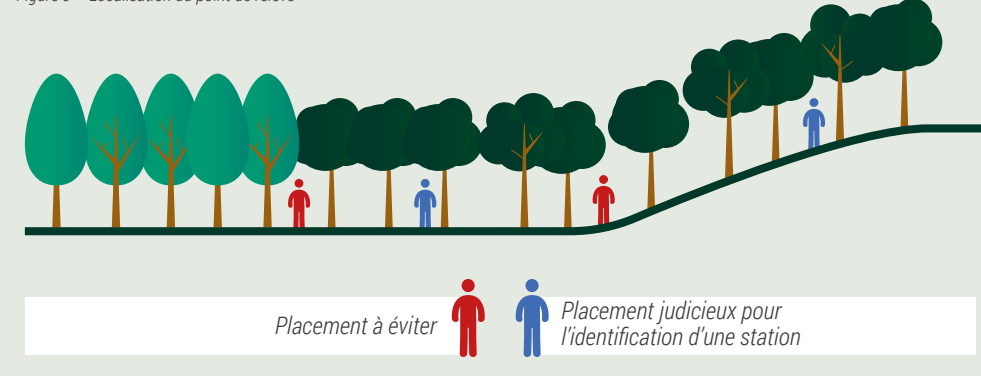 Placement à éviter
Placement judicieux pour
l'identification d'une station